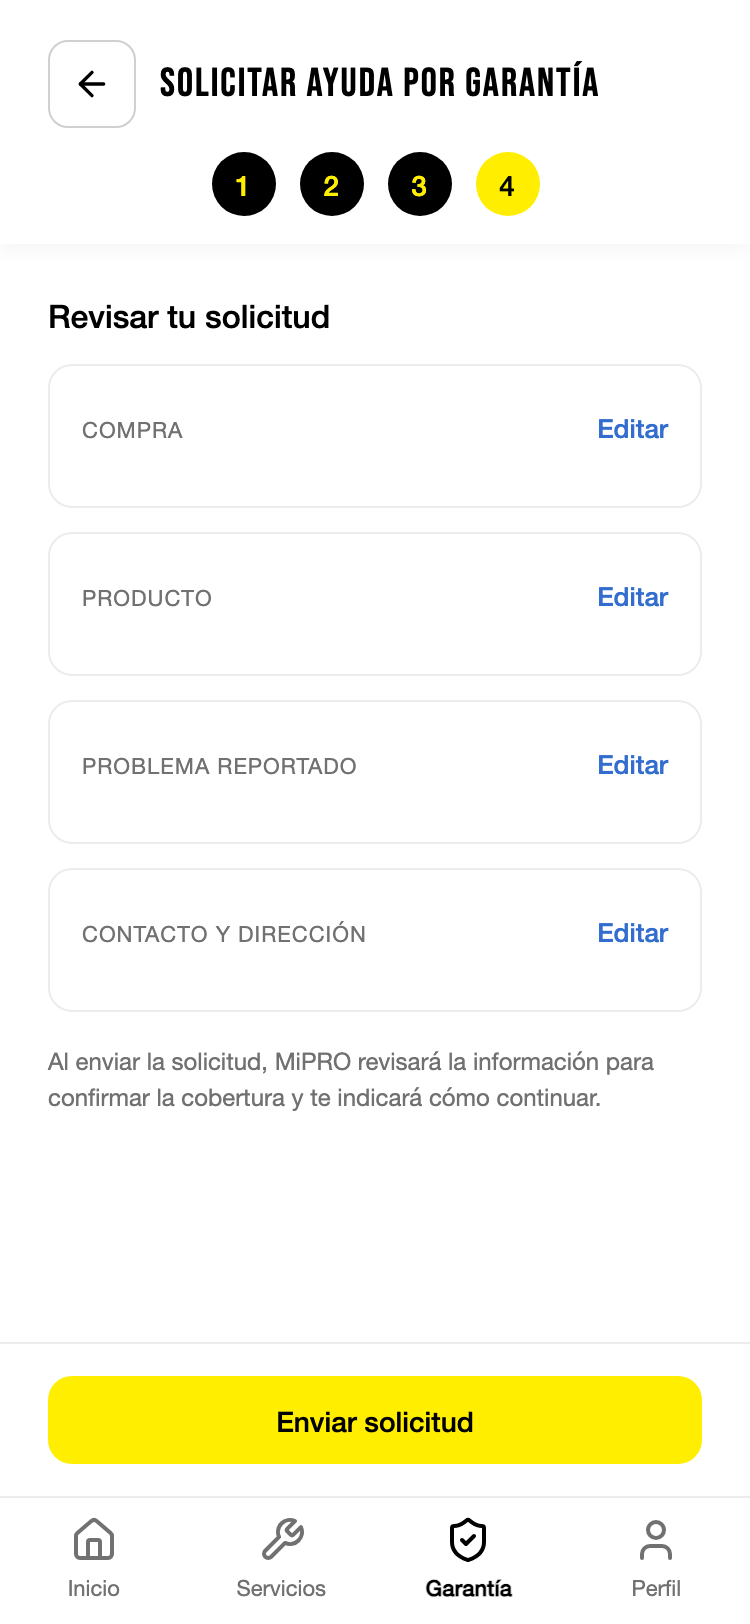 SOLICITAR AYUDA POR GARANTÍA
1 2 3 4
Revisar tu solicitud
COMPRA Editar
PRODUCTO Editar
PROBLEMA REPORTADO Editar
CONTACTO Y DIRECCIÓN Editar
Al enviar la solicitud, MiPRO revisará la información para
confirmar la cobertura y te indicará cómo continuar.
Enviar solicitud
Inicio Servicios Garantía Perfil